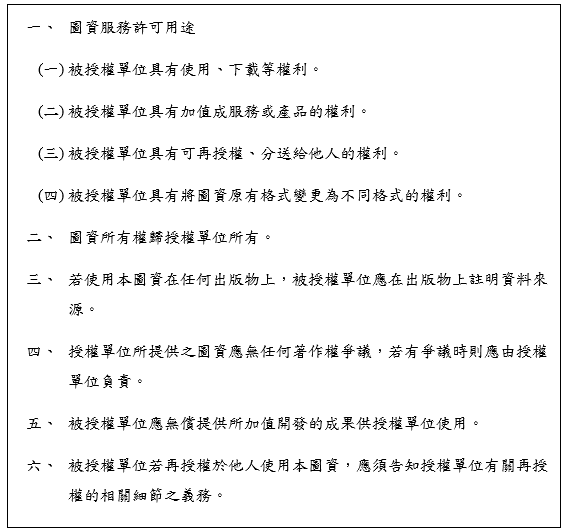 一、 圖資服務許可用途
(一) 被授權單位具有使用、下載等權利。
(二) 被授權單位具有加值成服務或產品的權利。
(三) 被授權單位具有可再授權、分送給他人的權利。
(四) 被授權單位具有將圖資原有格式變更為不同格式的權利。
二、 圖資所有權歸授權單位所有。
三、 若使用本圖資在任何出版物上，被授權單位應在出版物上註明資料來
源。
四、 授權單位所提供之圖資應無任何著作權爭議，若有爭議時則應由授權
單位負責。
五、 被授權單位應無償提供所加值開發的成果供授權單位使用。
六、 被授權單位若再授權於他人使用本圖資，應須告知授權單位有關再授
權的相關細節之義務。